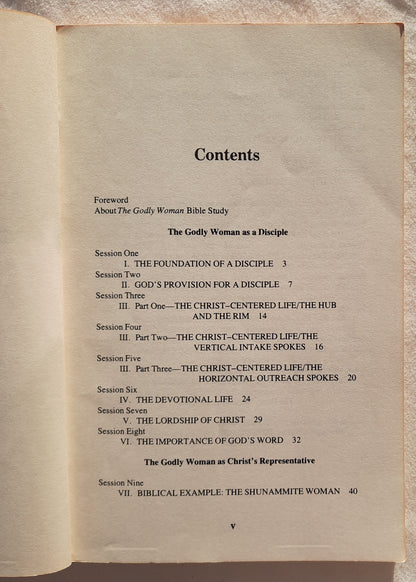 Contents
Foreword
About The Godly Woman Bible Study
The Godly Woman as a Disciple
Session One
I. THE FOUNDATION OF A DISCIPLE 3
Session Two
II. GOD'S PROVISION FOR A DISCIPLE 7
Session Three
III. Part One—THE CHRIST–CENTERED LIFE/THE HUB
AND THE RIM 14
Session Four
III. Part Two—THE CHRIST–CENTERED LIFE/THE
VERTICAL INTAKE SPOKES 16
Session Five
III. Part Three—THE CHRIST–CENTERED LIFE/THE
HORIZONTAL OUTREACH SPOKES 20
Session Six
IV. THE DEVOTIONAL LIFE 24
Session Seven
V. THE LORDSHIP OF CHRIST 29
Session Eight
VI. THE IMPORTANCE OF GOD'S WORD 32
The Godly Woman as Christ's Representative
Session Nine
VII. BIBLICAL EXAMPLE: THE SHUNAMMITE WOMAN 40
v